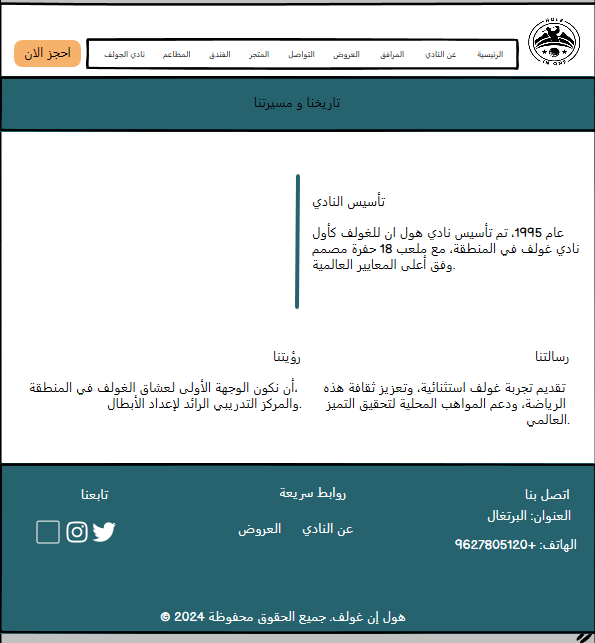 HOLE
IN ONE
الرئيسية
عن النادي
المرافق
العروض
التواصل
المتجر
الفندق
المطاعم
نادي الجولف
احجز الان
تاريخنا و مسيرتنا
تأسيس النادي
عام 1995، تم تأسيس نادي هول ان للغولف كأول
نادي غولف في المنطقة، مع ملعب 18 حفرة مصمم
وفق أعلى المعايير العالمية.
رسالتنا
تقديم تجربة غولف استثنائية، وتعزيز ثقافة هذه
الرياضة، ودعم المواهب المحلية لتحقيق التميز
العالمي.
رؤيتنا
أن نكون الوجهة الأولى لعشاق الغولف في المنطقة،
والمركز التدريبي الرائد لإعداد الأبطال.
اتصل بنا
العنوان: البرتغال
الهاتف: +9627805120
روابط سريعة
عن النادي
العروض
تابعنا
هول إن غولف. جميع الحقوق محفوظة 2024 ©